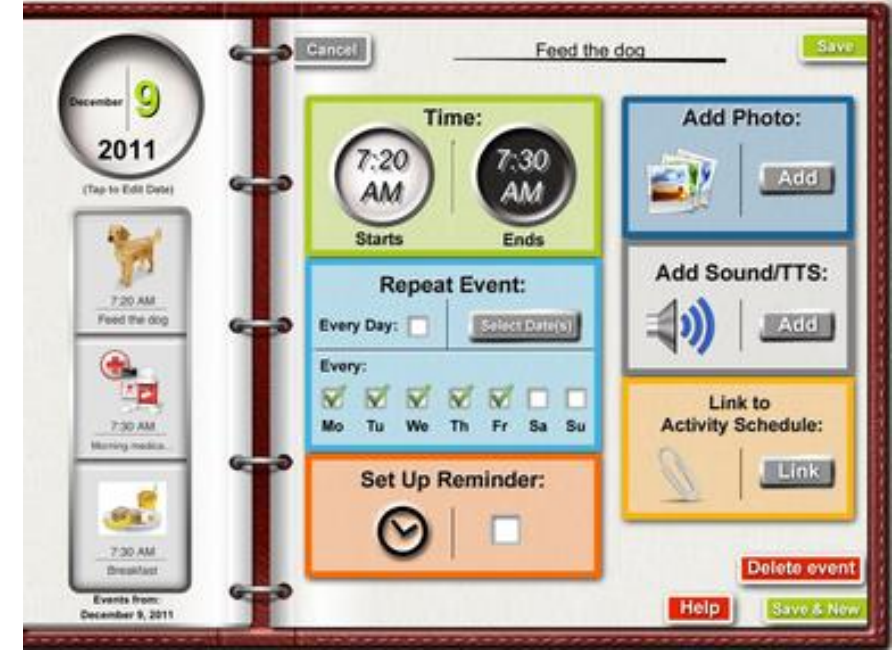 December 9
2011
(Tap to Edit Date)
7:20 AM
Feed the dog
7:30 AM
Morning medica...
7:30 AM
Breakfast
Events from:
December 9, 2011
Cancel
Feed the dog
Save
Time:
7:20
AM
Starts
7:30
AM
Ends
Repeat Event:
Every Day:
Select Date(s)
Every:
Mo Tu We Th Fr Sa Su
Set Up Reminder:
Add Photo:
Add
Add Sound/TTS:
Add
Link to
Activity Schedule:
Link
Delete event
Help
Save & New